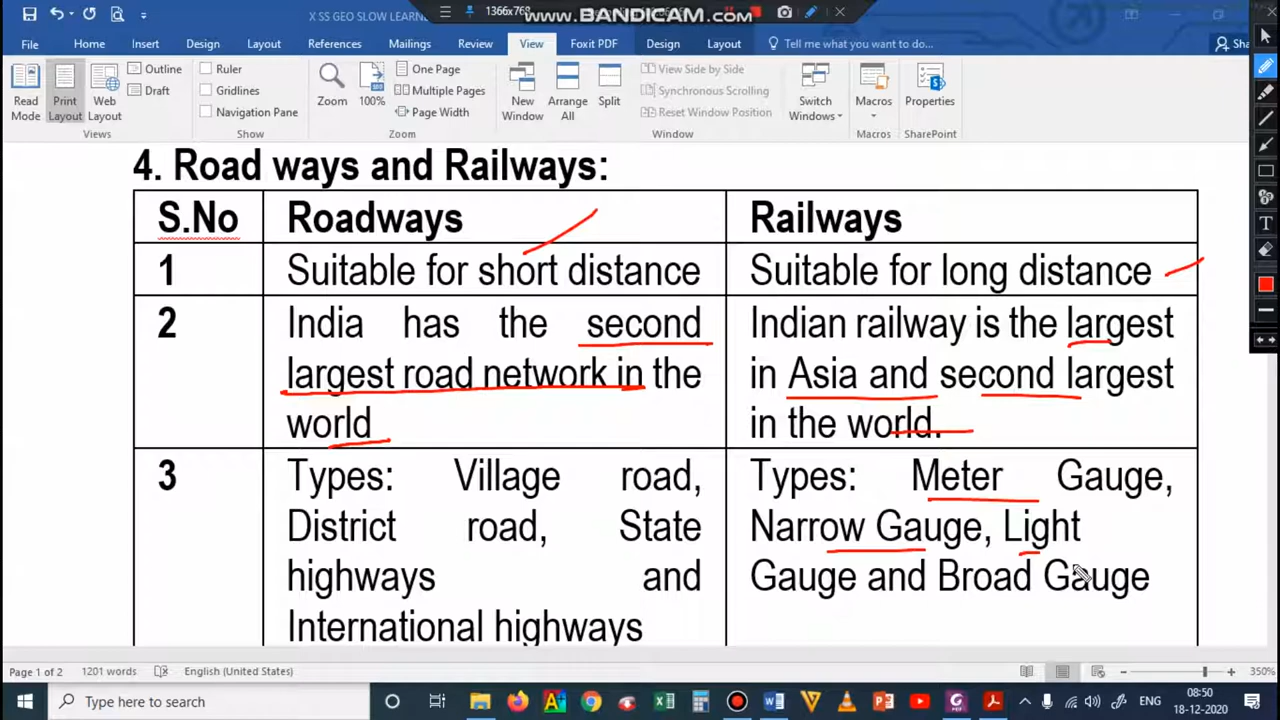 X SS GEO SLOW LEARNE
1366x768
www.BANDICAM.com
File Home Insert Design Layout References Mailings Review View Foxit PDF Design Layout Tell me what you want to do... Sha
Read Mode
Print Layout
Web Layout
Outline
Draft
Views
Ruler
Gridlines
Navigation Pane
Show
Zoom
100%
One Page
Multiple Pages
Page Width
Zoom
New Window
Arrange All
Split
View Side by Side
Synchronous Scrolling
Reset Window Position
Window
Switch Windows
Macros
Macros
Properties
SharePoint
4. Road ways and Railways:
S.No Roadways Railways
1 Suitable for short distance Suitable for long distance
2 India has the second
largest road network in the
world
Indian railway is the largest
in Asia and second largest
in the world.
3 Types: Village road,
District road, State
highways and
International highways
Types: Meter Gauge,
Narrow Gauge, Light
Gauge and Broad Gauge
Page 1 of 2 1201 words English (United States) 350%
Type here to search
ENG
08:50
18-12-2020